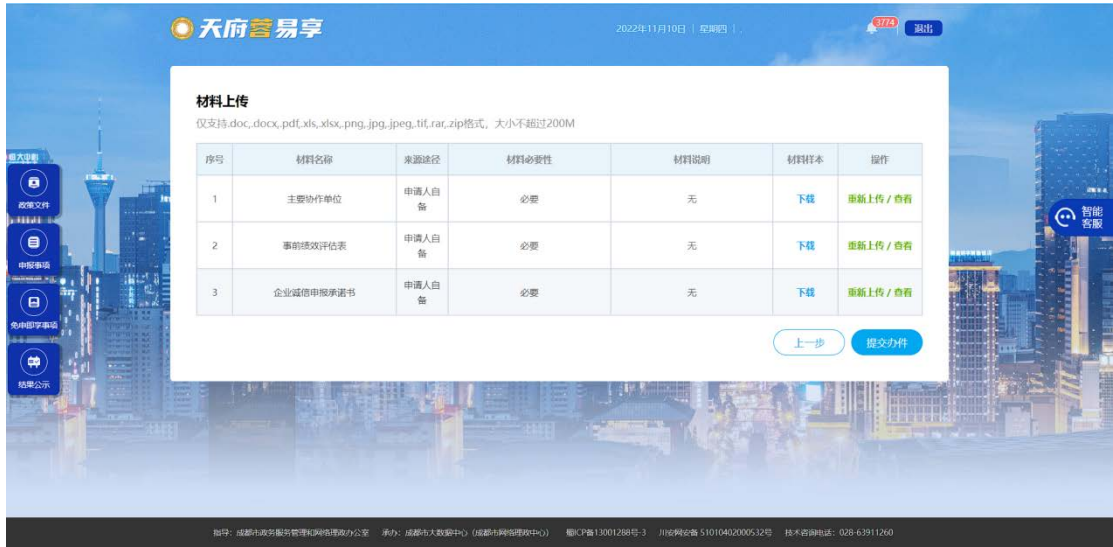 天府蓉易享
2022年11月10日 | 星期四 | .
3774
退出
材料上传
仅支持.doc,.docx,.pdf,.xls,.xlsx,.png,.jpg,.jpeg,.tif,.rar,.zip格式，大小不超过200M
序号 材料名称 来源途径 材料必要性 材料说明 材料样本 操作
1 主要协作单位 申请人自备 必要 无 下载 重新上传 / 查看
2 事前绩效评估表 申请人自备 必要 无 下载 重新上传 / 查看
3 企业诚信申报承诺书 申请人自备 必要 无 下载 重新上传 / 查看
上一步 提交办件
政策文件
申报事项
免申即享事项
结果公示
智能
客服
指导：成都市政务服务管理和网络理政办公室 承办：成都市大数据中心（成都市网络理政中心） 蜀ICP备13001288号-3 川安网安备 51010402000532号 技术咨询电话：028-63911260